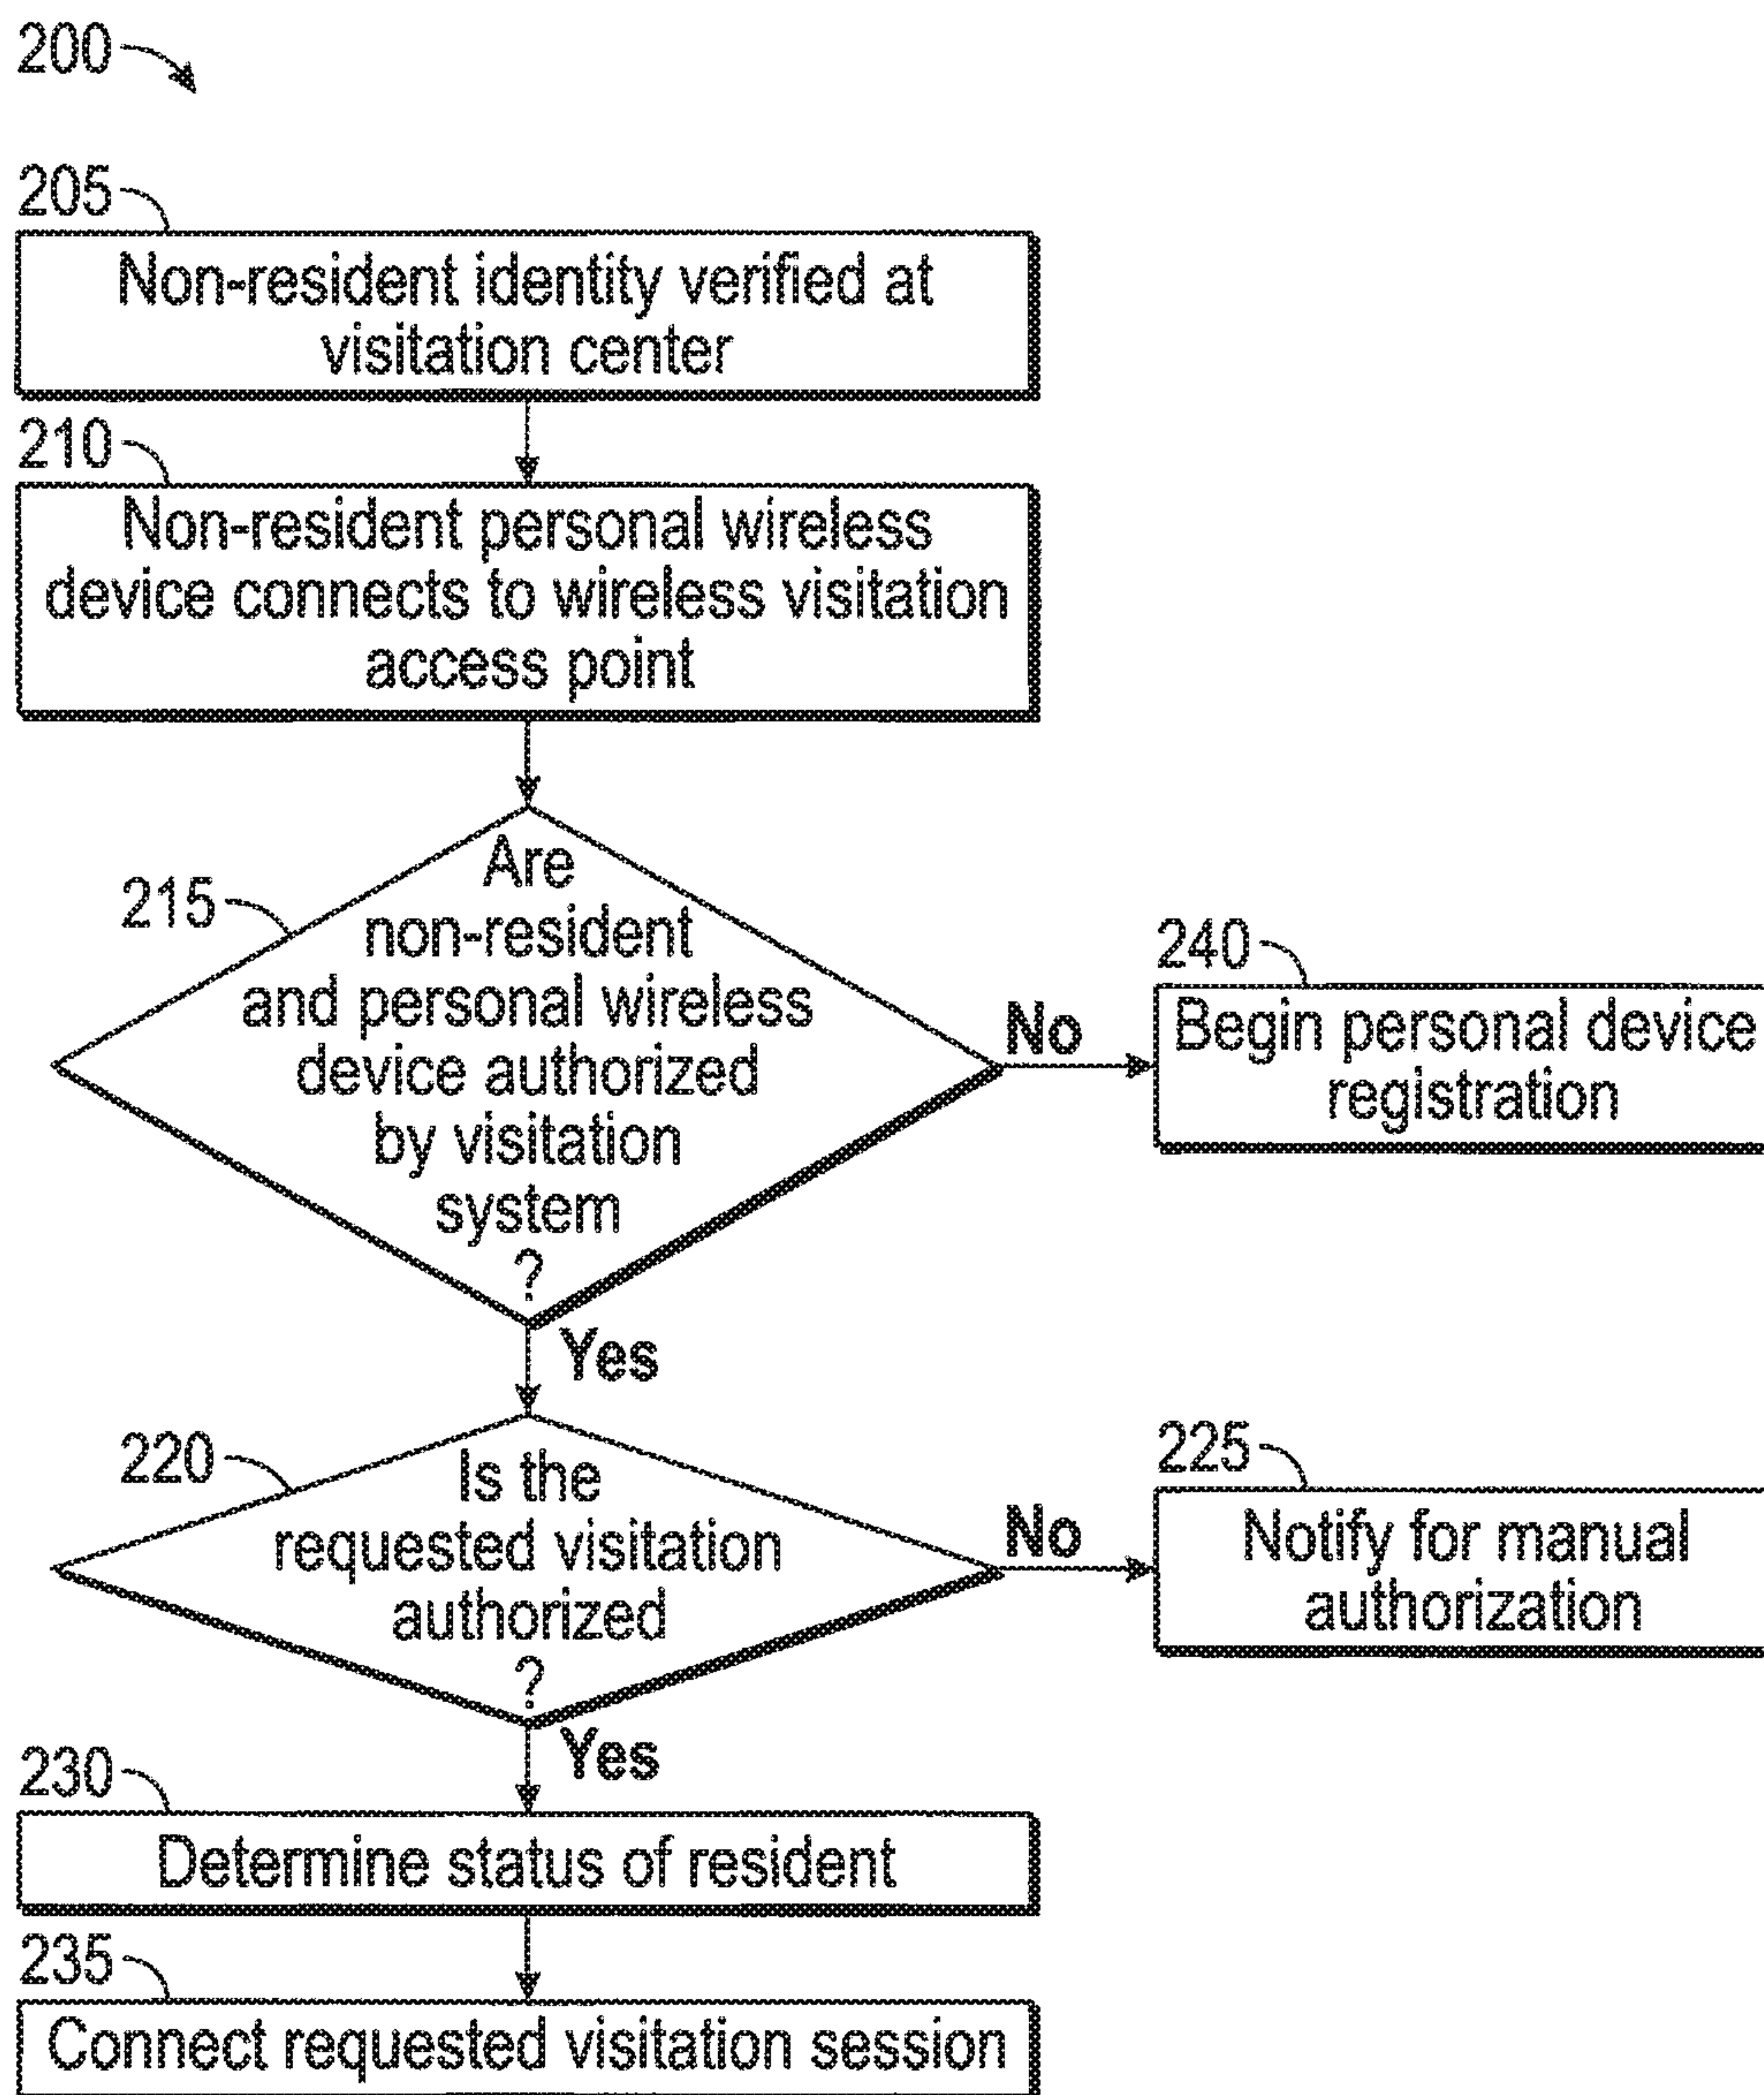 200
205
Non-resident identity verified at
visitation center
210
Non-resident personal wireless
device connects to wireless visitation
access point
215
Are
non-resident
and personal wireless
device authorized
by visitation
system
?
No
240
Begin personal device
registration
Yes
220
Is the
requested visitation
authorized
?
No
225
Notify for manual
authorization
Yes
230
Determine status of resident
235
Connect requested visitation session